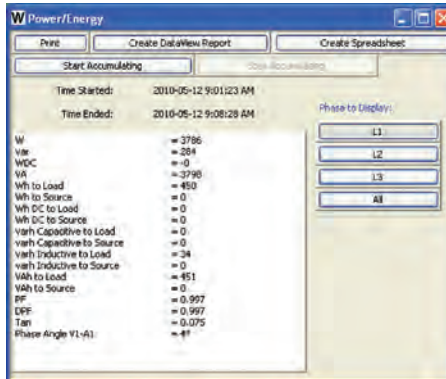 W Power/Energy
Print Create DataView Report Create Spreadsheet
Start Accumulating Stop Accumulating
Time Started: 2010-05-12 9:01:23 AM
Time Ended: 2010-05-12 9:08:28 AM
Phase to Display:
L1
L2
L3
All
W = 3786
var = 284
WDC = -0
VA = 3798
Wh to Load = 450
Wh to Source = 0
Wh DC to Load = 0
Wh DC to Source = 0
varh Capacitive to Load = 0
varh Capacitive to Source = 0
varh Inductive to Load = 34
varh Inductive to Source = 0
VAh to Load = 451
VAh to Source = 0
PF = 0.997
DPF = 0.997
Tan = 0.075
Phase Angle V1-A1 = 4°